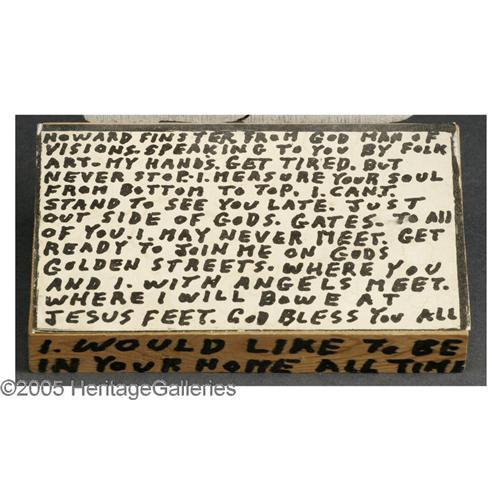 HOWARD FINSTER FROM GOD MAN OF
VISIONS. SPEAKING TO YOU BY FOLK
ART-MY HANDS. GET TIRED. BUT
NEVER STOP. I. MEASURE YOUR SOUL
FROM BOTTOM TO TOP. I. CANT.
STAND TO SEE YOU LATE. JUST
OUT SIDE OF GODS. GATES. TO All
OF YOU. I. MAY NEVER MEET. GET
READY TO JOIN ME ON GODS
GOLDEN STREETS. WHERE YOU
AND I. WITH ANGELS MEET.
WHERE I WILL BOWE AT
JESUS FEET. GOD BLESS YOU ALL
I. WOULD LIKE TO BE
IN YOUR HOME ALL TIME
©2005 HeritageGalleries